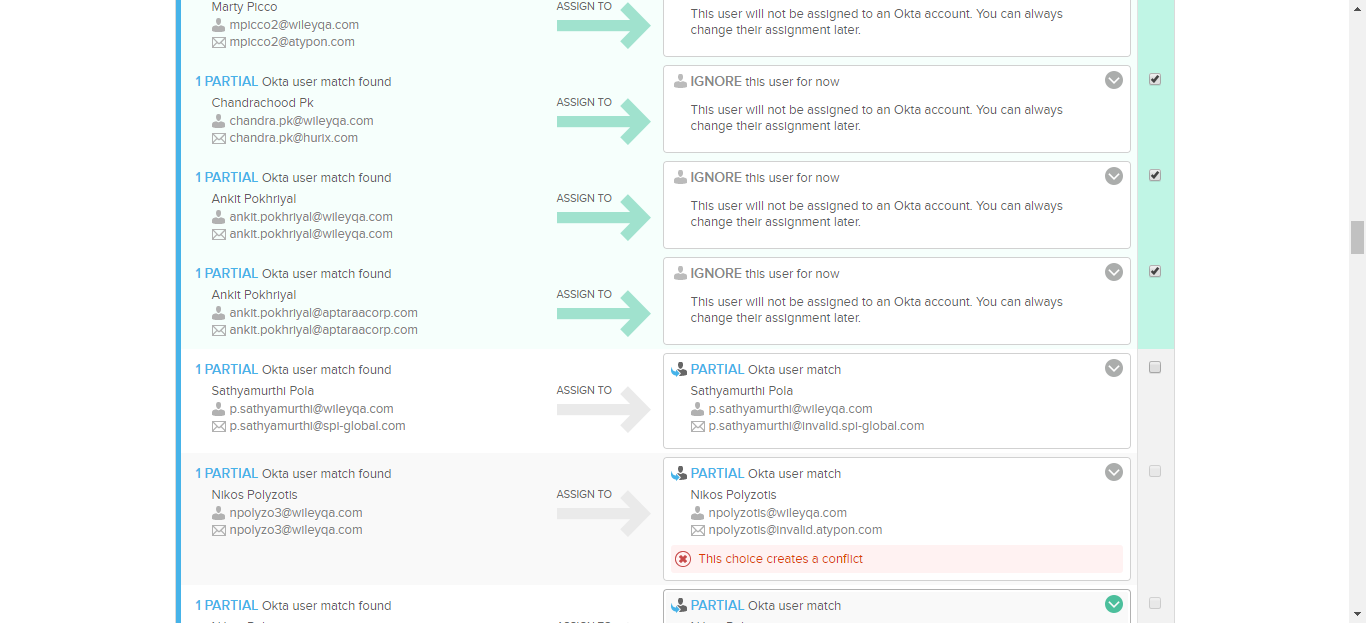 Marty Picco
mpicco2@wileyqa.com
mpicco2@atypon.com
ASSIGN TO
This user will not be assigned to an Okta account. You can always
change their assignment later.
1 PARTIAL Okta user match found
Chandrachood Pk
chandra.pk@wileyqa.com
chandra.pk@hurix.com
ASSIGN TO
IGNORE this user for now
This user will not be assigned to an Okta account. You can always
change their assignment later.
1 PARTIAL Okta user match found
Ankit Pokhriyal
ankit.pokhriyal@wileyqa.com
ankit.pokhriyal@wileyqa.com
ASSIGN TO
IGNORE this user for now
This user will not be assigned to an Okta account. You can always
change their assignment later.
1 PARTIAL Okta user match found
Ankit Pokhriyal
ankit.pokhriyal@aptaraacorp.com
ankit.pokhriyal@aptaraacorp.com
ASSIGN TO
IGNORE this user for now
This user will not be assigned to an Okta account. You can always
change their assignment later.
1 PARTIAL Okta user match found
Sathyamurthi Pola
p.sathyamurthi@wileyqa.com
p.sathyamurthi@spi-global.com
ASSIGN TO
PARTIAL Okta user match
Sathyamurthi Pola
p.sathyamurthi@wileyqa.com
p.sathyamurthi@invalid.spi-global.com
1 PARTIAL Okta user match found
Nikos Polyzotis
npolyzo3@wileyqa.com
npolyzo3@wileyqa.com
ASSIGN TO
PARTIAL Okta user match
Nikos Polyzotis
npolyzotis@wileyqa.com
npolyzotis@invalid.atypon.com
This choice creates a conflict
1 PARTIAL Okta user match found
PARTIAL Okta user match